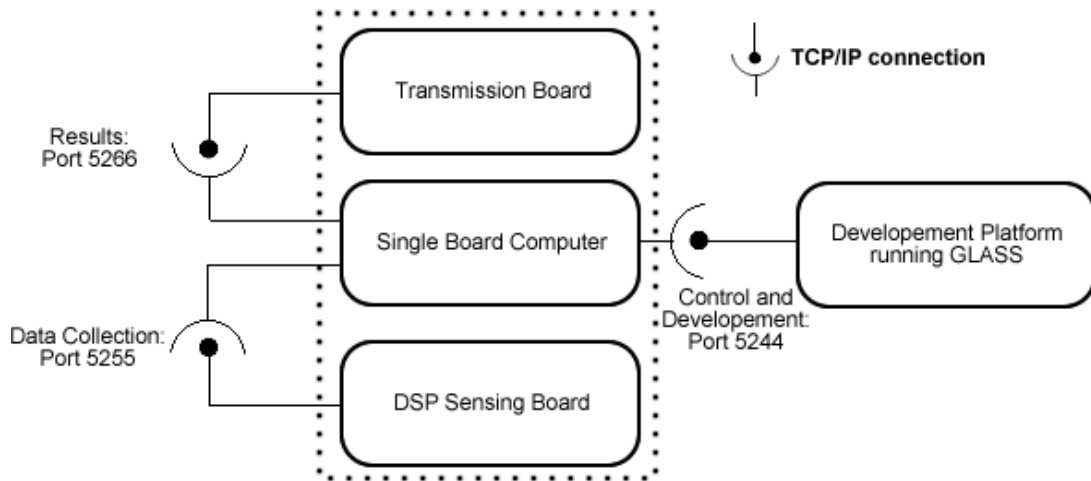 Transmission Board
TCP/IP connection
Results:
Port 5266
Single Board Computer
Developement Platform
running GLASS
Control and
Developement:
Port 5244
Data Collection:
Port 5255
DSP Sensing Board